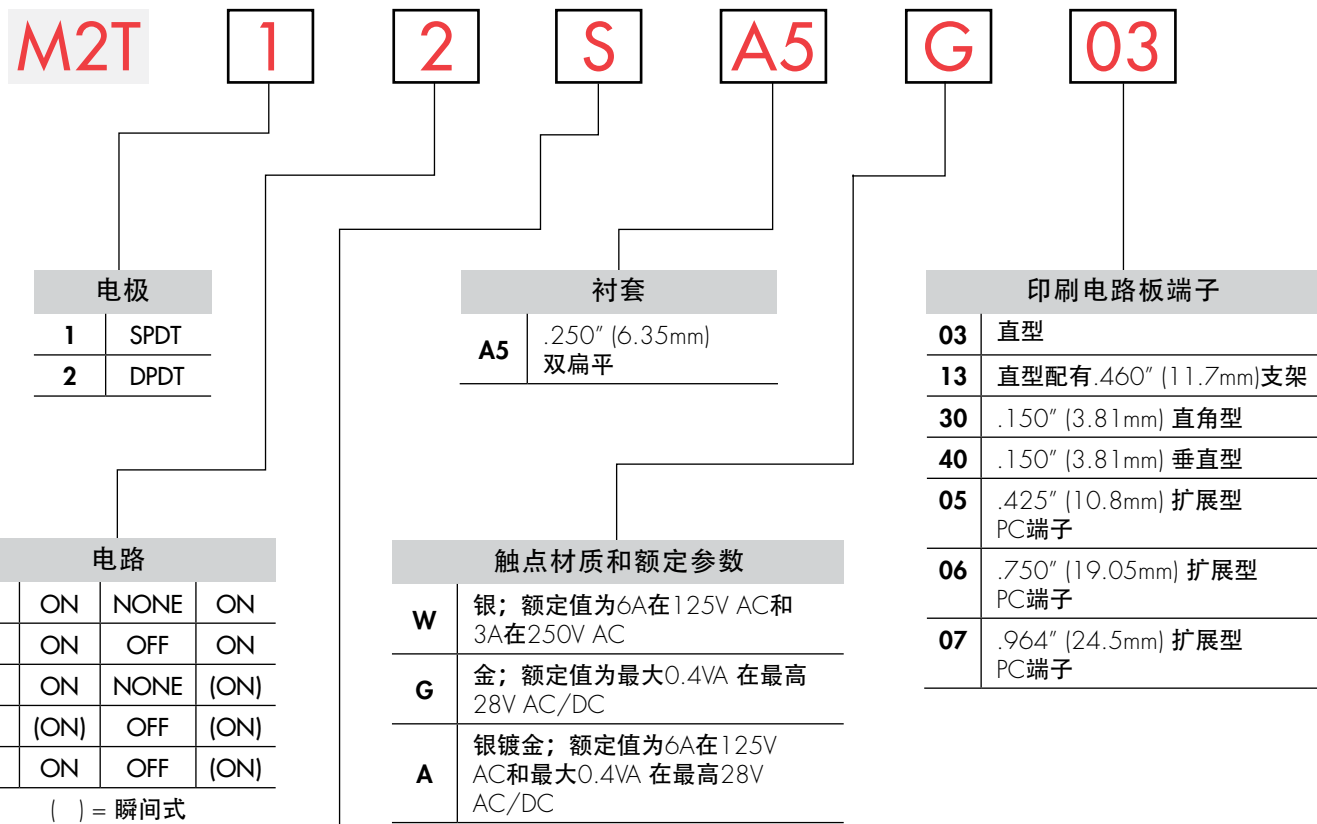 M2T 1 2 S A5 G 03
电极
1 SPDT
2 DPDT
衬套
A5 .250" (6.35mm)
双扁平
印刷电路板端子
03 直型
13 直型配有.460" (11.7mm)支架
30 .150" (3.81mm) 直角型
40 .150" (3.81mm) 垂直型
05 .425" (10.8mm) 扩展型
PC端子
06 .750" (19.05mm) 扩展型
PC端子
07 .964" (24.5mm) 扩展型
PC端子
电路
ON NONE ON
ON OFF ON
ON NONE (ON)
(ON) OFF (ON)
ON OFF (ON)
( ) = 瞬间式
触点材质和额定参数
W 银；额定值为6A在125V AC和
3A在250V AC
G 金；额定值为最大0.4VA 在最高
28V AC/DC
A 银镀金；额定值为6A在125V
AC和最大0.4VA 在最高28V
AC/DC